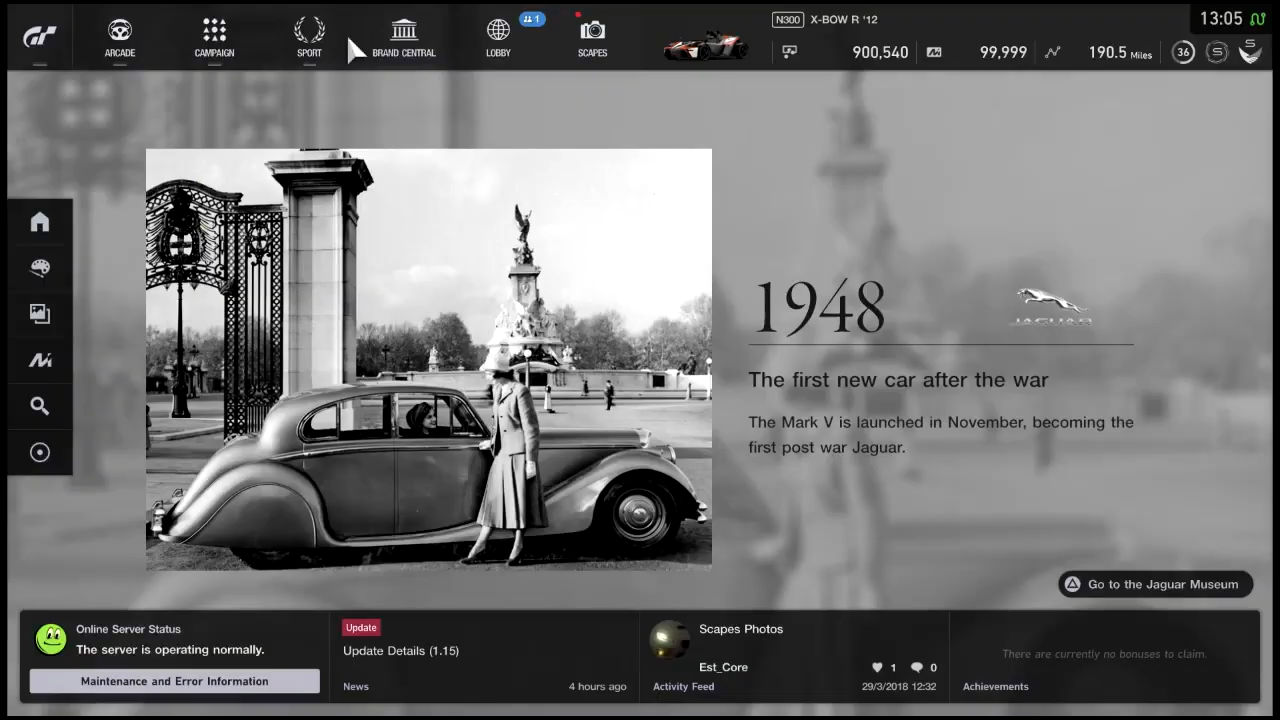 GT
ARCADE
CAMPAIGN
SPORT
BRAND CENTRAL
1
LOBBY
SCAPES
N300 X-BOW R '12
900,540
99,999
190.5 Miles
36
S
S
13:05
1948
JAGUAR
The first new car after the war
The Mark V is launched in November, becoming the
first post war Jaguar.
Go to the Jaguar Museum
Online Server Status
The server is operating normally.
Maintenance and Error Information
Update
Update Details (1.15)
News
4 hours ago
Scapes Photos
Est_Core
1
0
Activity Feed
29/3/2018 12:32
There are currently no bonuses to claim.
Achievements